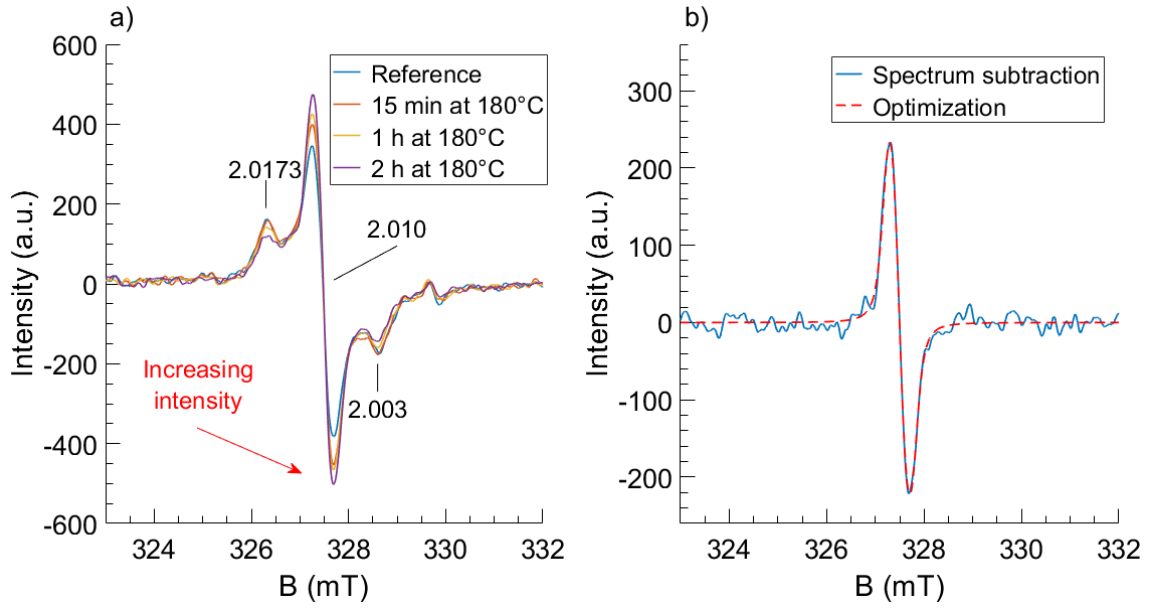 a)
Intensity (a.u.)
600
400
200
0
-200
-400
-600
324
326
328
330
332
B (mT)
Reference
15 min at 180°C
1 h at 180°C
2 h at 180°C
2.0173
2.010
2.003
Increasing
intensity
b)
Intensity (a.u.)
300
200
100
0
-100
-200
324
326
328
330
332
B (mT)
Spectrum subtraction
Optimization